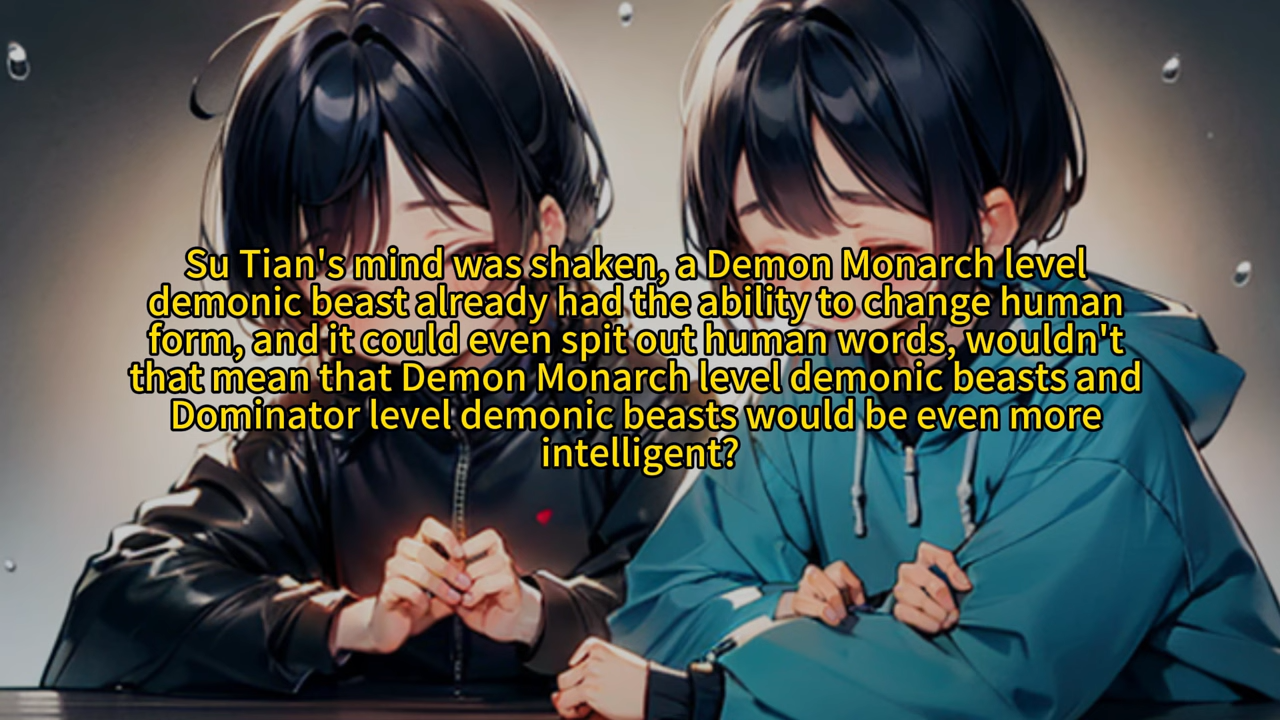 Su Tian's mind was shaken, a Demon Monarch level
demonic beast already had the ability to change human
form, and it could even spit out human words, wouldn't
that mean that Demon Monarch level demonic beasts and
Dominator level demonic beasts would be even more
intelligent?